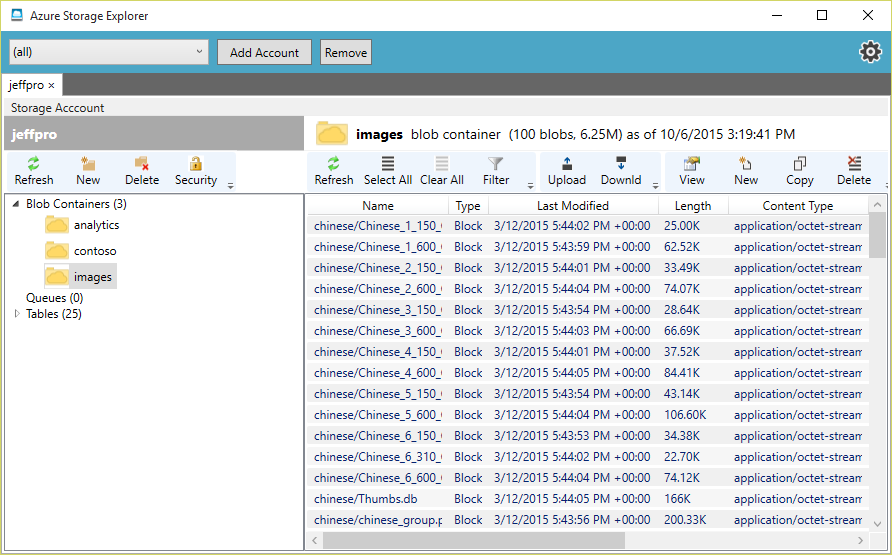 Azure Storage Explorer
(all) Add Account Remove
jeffpro ×
Storage Acccount
jeffpro images blob container (100 blobs, 6.25M) as of 10/6/2015 3:19:41 PM
Refresh New Delete Security Refresh Select All Clear All Filter Upload Downld View New Copy Delete
Blob Containers (3)
analytics
contoso
images
Queues (0)
Tables (25)
Name Type Last Modified Length Content Type
chinese/Chinese_1_150_ Block 3/12/2015 5:44:02 PM +00:00 25.00K application/octet-stream
chinese/Chinese_1_600_ Block 3/12/2015 5:43:59 PM +00:00 62.52K application/octet-stream
chinese/Chinese_2_150_ Block 3/12/2015 5:44:01 PM +00:00 33.49K application/octet-stream
chinese/Chinese_2_600_ Block 3/12/2015 5:44:04 PM +00:00 74.07K application/octet-stream
chinese/Chinese_3_150_ Block 3/12/2015 5:43:54 PM +00:00 28.64K application/octet-stream
chinese/Chinese_3_600_ Block 3/12/2015 5:44:03 PM +00:00 66.69K application/octet-stream
chinese/Chinese_4_150_ Block 3/12/2015 5:44:01 PM +00:00 37.52K application/octet-stream
chinese/Chinese_4_600_ Block 3/12/2015 5:44:05 PM +00:00 84.41K application/octet-stream
chinese/Chinese_5_150_ Block 3/12/2015 5:43:54 PM +00:00 43.14K application/octet-stream
chinese/Chinese_5_600_ Block 3/12/2015 5:44:04 PM +00:00 106.60K application/octet-stream
chinese/Chinese_6_150_ Block 3/12/2015 5:43:53 PM +00:00 34.38K application/octet-stream
chinese/Chinese_6_310_ Block 3/12/2015 5:44:02 PM +00:00 22.70K application/octet-stream
chinese/Chinese_6_600_ Block 3/12/2015 5:44:04 PM +00:00 74.12K application/octet-stream
chinese/Thumbs.db Block 3/12/2015 5:44:05 PM +00:00 166K application/octet-stream
chinese/chinese_group.p Block 3/12/2015 5:43:56 PM +00:00 200.33K application/octet-stream